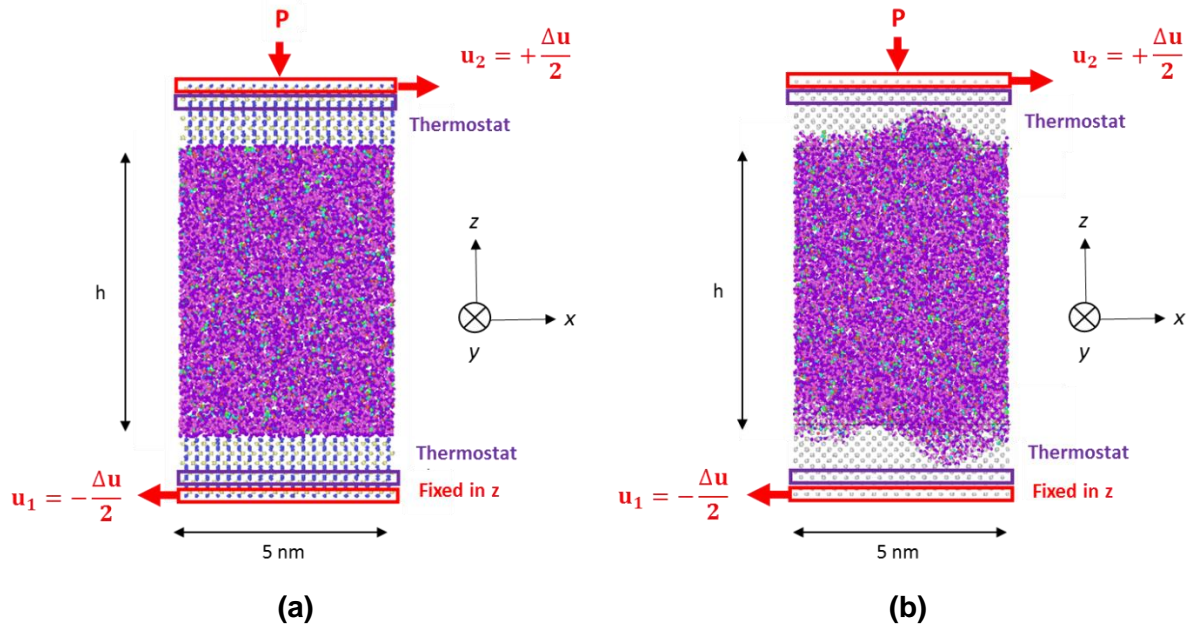 P
u₂ = + Δu/2
Thermostat
h
z
x
y
Thermostat
Fixed in z
u₁ = − Δu/2
5 nm
(a)
P
u₂ = + Δu/2
Thermostat
h
z
x
y
Thermostat
Fixed in z
u₁ = − Δu/2
5 nm
(b)